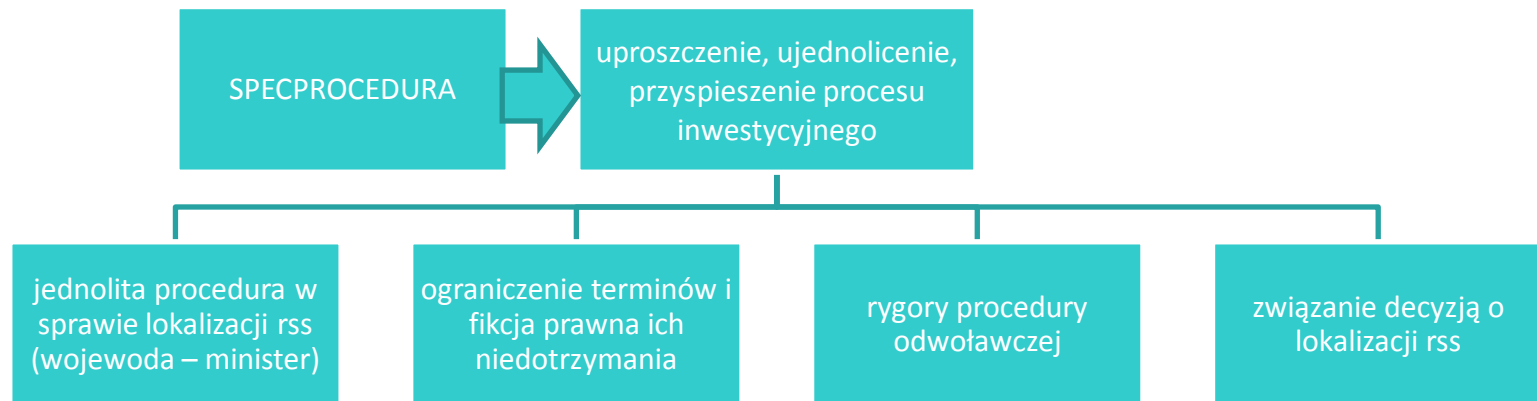 SPECPROCEDURA
uproszczenie, ujednolicenie,
przyspieszenie procesu
inwestycyjnego
jednolita procedura w
sprawie lokalizacji rss
(wojewoda – minister)
ograniczenie terminów i
fikcja prawna ich
niedotrzymania
rygory procedury
odwoławczej
związanie decyzją o
lokalizacji rss